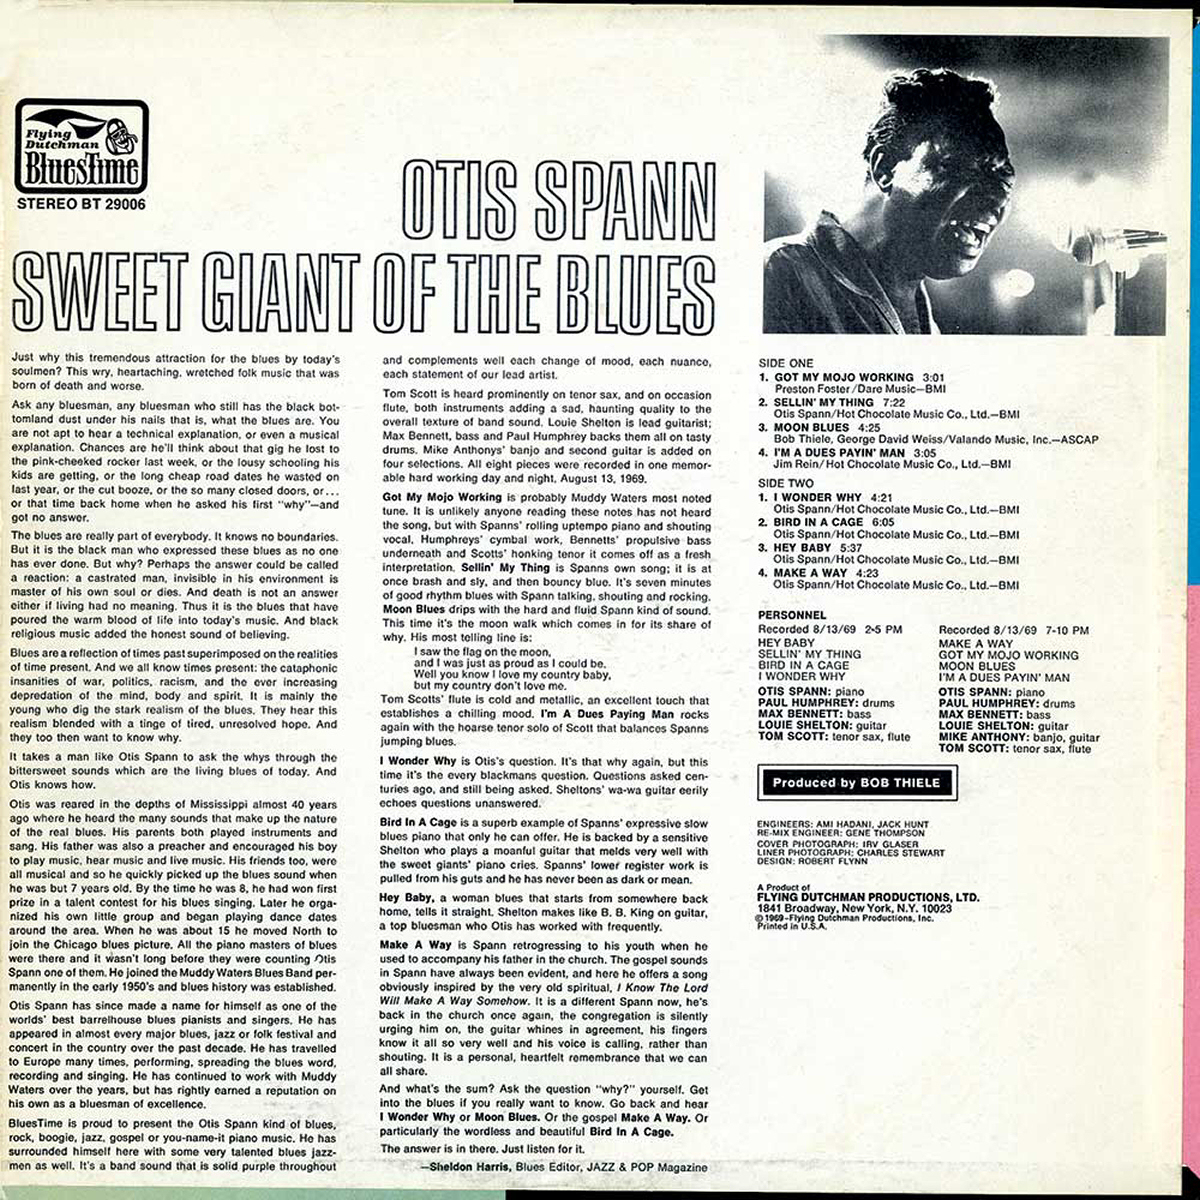 Flying
Dutchman
BluesTime
STEREO BT 29006
OTIS SPANN
SWEET GIANT OF THE BLUES
Just why this tremendous attraction for the blues by today's
soulmen? This wry, heartaching, wretched folk music that was
born of death and worse.
Ask any bluesman, any bluesman who still has the black bot-
tomland dust under his nails that is, what the blues are. You
are not apt to hear a technical explanation, or even a musical
explanation. Chances are he'll think about that gig he lost to
the pink-cheeked rocker last week, or the lousy schooling his
kids are getting, or the long cheap road dates he wasted on
last year, or the cut booze, or the so many closed doors, or...
or that time back home when he asked his first "why"—and
got no answer.
The blues are really part of everybody. It knows no boundaries.
But it is the black man who expressed these blues as no one
has ever done. But why? Perhaps the answer could be called
a reaction: a castrated man, invisible in his environment is
master of his own soul or dies. And death is not an answer
either if living had no meaning. Thus it is the blues that have
poured the warm blood of life into today's music. And black
religious music added the honest sound of believing.
Blues are a reflection of times past superimposed on the realities
of time present. And we all know times present: the cataphonic
insanities of war, politics, racism, and the ever increasing
depredation of the mind, body and spirit. It is mainly the
young who dig the stark realism of the blues. They hear this
realism blended with a tinge of tired, unresolved hope. And
they too then want to know why.
It takes a man like Otis Spann to ask the whys through the
bittersweet sounds which are the living blues of today. And
Otis knows how.
Otis was reared in the depths of Mississippi almost 40 years
ago where he heard the many sounds that make up the nature
of the real blues. His parents both played instruments and
sang. His father was also a preacher and encouraged his boy
to play music, hear music and live music. His friends too, were
all musical and so he quickly picked up the blues sound when
he was but 7 years old. By the time he was 8, he had won first
prize in a talent contest for his blues singing. Later he orga-
nized his own little group and began playing dance dates
around the area. When he was about 15 he moved North to
join the Chicago blues picture. All the piano masters of blues
were there and it wasn't long before they were counting Otis
Spann one of them. He joined the Muddy Waters Blues Band per-
manently in the early 1950's and blues history was established.
Otis Spann has since made a name for himself as one of the
worlds' best barrelhouse blues pianists and singers. He has
appeared in almost every major blues, jazz or folk festival and
concert in the country over the past decade. He has travelled
to Europe many times, performing, spreading the blues word,
recording and singing. He has continued to work with Muddy
Waters over the years, but has rightly earned a reputation on
his own as a bluesman of excellence.
BluesTime is proud to present the Otis Spann kind of blues,
rock, boogie, jazz, gospel or you-name-it piano music. He has
surrounded himself here with some very talented blues jazz-
men as well. It's a band sound that is solid purple throughout
and complements well each change of mood, each nuance,
each statement of our lead artist.
Tom Scott is heard prominently on tenor sax, and on occasion
flute, both instruments adding a sad, haunting quality to the
overall texture of band sound. Louie Shelton is lead guitarist;
Max Bennett, bass and Paul Humphrey backs them all on tasty
drums. Mike Anthonys' banjo and second guitar is added on
four selections. All eight pieces were recorded in one memor-
able hard working day and night, August 13, 1969.
Got My Mojo Working is probably Muddy Waters most noted
tune. It is unlikely anyone reading these notes has not heard
the song, but with Spanns' rolling uptempo piano and shouting
vocal, Humphreys' cymbal work, Bennetts' propulsive bass
underneath and Scotts' honking tenor it comes off as a fresh
interpretation. Sellin' My Thing is Spanns own song; it is at
once brash and sly, and then bouncy blue. It's seven minutes
of good rhythm blues with Spann talking, shouting and rocking.
Moon Blues drips with the hard and fluid Spann kind of sound.
This time it's the moon walk which comes in for its share of
why. His most telling line is:
I saw the flag on the moon,
and I was just as proud as I could be.
Well you know I love my country baby,
but my country don't love me.
Tom Scotts' flute is cold and metallic, an excellent touch that
establishes a chilling mood. I'm A Dues Paying Man rocks
again with the hoarse tenor solo of Scott that balances Spanns
jumping blues.
I Wonder Why is Otis's question. It's that why again, but this
time it's the every blackmans question. Questions asked cen-
turies ago, and still being asked. Sheltons' wa-wa guitar eerily
echoes questions unanswered.
Bird In A Cage is a superb example of Spanns' expressive slow
blues piano that only he can offer. He is backed by a sensitive
Shelton who plays a moanful guitar that melds very well with
the sweet giants' piano cries. Spanns' lower register work is
pulled from his guts and he has never been as dark or mean.
Hey Baby, a woman blues that starts from somewhere back
home, tells it straight. Shelton makes like B. B. King on guitar,
a top bluesman who Otis has worked with frequently.
Make A Way is Spann retrogressing to his youth when he
used to accompany his father in the church. The gospel sounds
in Spann have always been evident, and here he offers a song
obviously inspired by the very old spiritual, I Know The Lord
Will Make A Way Somehow. It is a different Spann now, he's
back in the church once again, the congregation is silently
urging him on, the guitar whines in agreement, his fingers
know it all so very well and his voice is calling, rather than
shouting. It is a personal, heartfelt remembrance that we can
all share.
And what's the sum? Ask the question "why?" yourself. Get
into the blues if you really want to know. Go back and hear
I Wonder Why or Moon Blues. Or the gospel Make A Way. Or
particularly the wordless and beautiful Bird In A Cage.
The answer is in there. Just listen for it.
—Sheldon Harris, Blues Editor, JAZZ & POP Magazine
SIDE ONE
1. GOT MY MOJO WORKING 3:01
Preston Foster/Dare Music—BMI
2. SELLIN' MY THING 7:22
Otis Spann/Hot Chocolate Music Co., Ltd.—BMI
3. MOON BLUES 4:25
Bob Thiele, George David Weiss/Valando Music, Inc.—ASCAP
4. I'M A DUES PAYIN' MAN 3:05
Jim Rein/Hot Chocolate Music Co., Ltd.—BMI
SIDE TWO
1. I WONDER WHY 4:21
Otis Spann/Hot Chocolate Music Co., Ltd.—BMI
2. BIRD IN A CAGE 6:05
Otis Spann/Hot Chocolate Music Co., Ltd.—BMI
3. HEY BABY 5:37
Otis Spann/Hot Chocolate Music Co., Ltd.—BMI
4. MAKE A WAY 4:23
Otis Spann/Hot Chocolate Music Co., Ltd.—BMI
PERSONNEL
Recorded 8/13/69 2-5 PM
HEY BABY
SELLIN' MY THING
BIRD IN A CAGE
I WONDER WHY
OTIS SPANN: piano
PAUL HUMPHREY: drums
MAX BENNETT: bass
LOUIE SHELTON: guitar
TOM SCOTT: tenor sax, flute
Recorded 8/13/69 7-10 PM
MAKE A WAY
GOT MY MOJO WORKING
MOON BLUES
I'M A DUES PAYIN' MAN
OTIS SPANN: piano
PAUL HUMPHREY: drums
MAX BENNETT: bass
LOUIE SHELTON: guitar
MIKE ANTHONY: banjo, guitar
TOM SCOTT: tenor sax, flute
Produced by BOB THIELE
ENGINEERS: AMI HADANI, JACK HUNT
RE-MIX ENGINEER: GENE THOMPSON
COVER PHOTOGRAPH: IRV GLASER
LINER PHOTOGRAPH: CHARLES STEWART
DESIGN: ROBERT FLYNN
A Product of
FLYING DUTCHMAN PRODUCTIONS, LTD.
1841 Broadway, New York, N.Y. 10023
©1969-Flying Dutchman Productions, Inc.
Printed in U.S.A.